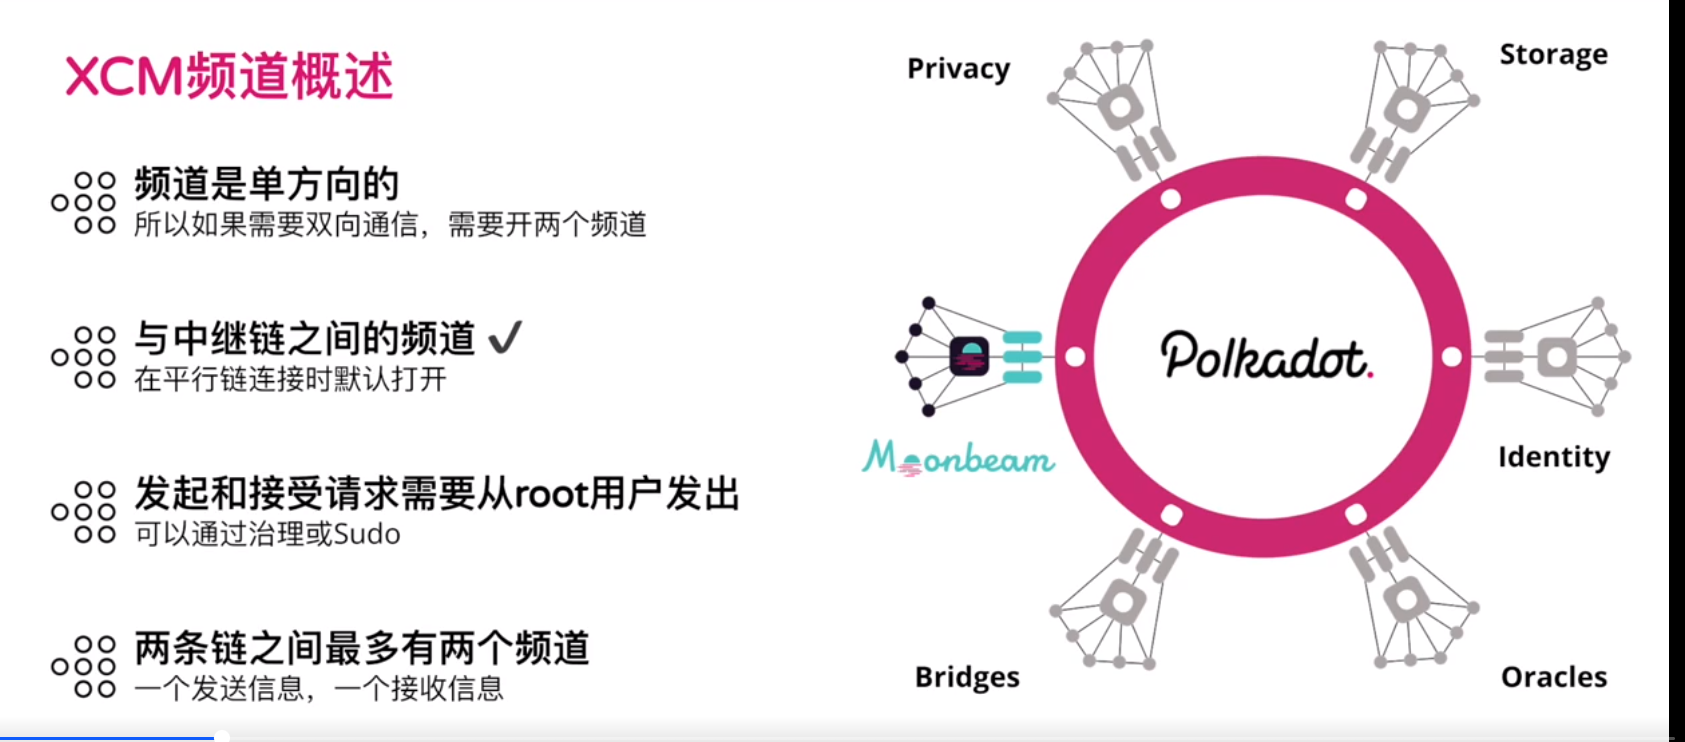 XCM频道概述
频道是单方向的
所以如果需要双向通信，需要开两个频道
与中继链之间的频道 ✓
在平行链连接时默认打开
发起和接受请求需要从root用户发出
可以通过治理或Sudo
两条链之间最多有两个频道
一个发送信息，一个接收信息
Privacy
Storage
Polkadot.
Moonbeam
Identity
Bridges
Oracles